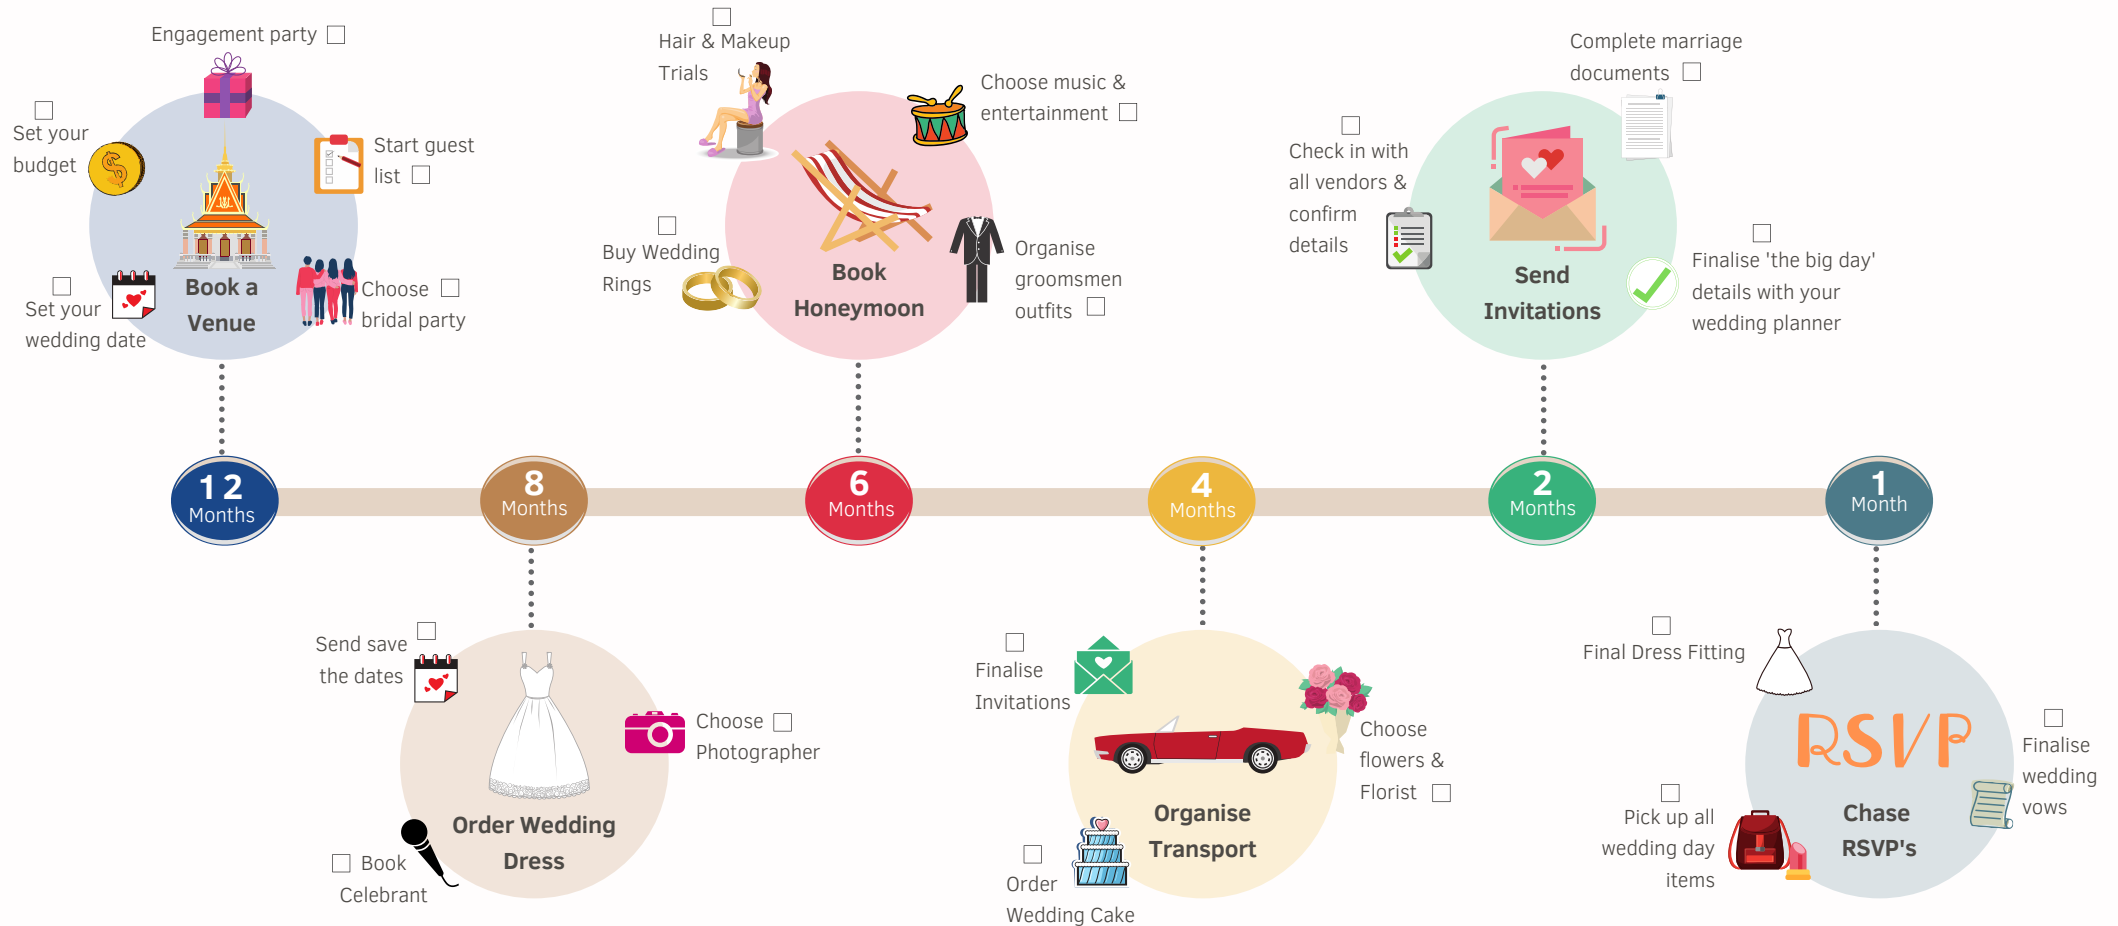 Engagement party
Set your
budget
Start guest
list
Set your
wedding date
Choose
bridal party
Book a
Venue
Hair & Makeup
Trials
Choose music &
entertainment
Buy Wedding
Rings
Organise
groomsmen
outfits
Book
Honeymoon
Complete marriage
documents
Check in with
all vendors &
confirm
details
Finalise 'the big day'
details with your
wedding planner
Send
Invitations
12
Months
8
Months
6
Months
4
Months
2
Months
1
Month
Send save
the dates
Choose
Photographer
Book
Celebrant
Order Wedding
Dress
Finalise
Invitations
Choose
flowers &
Florist
Order
Wedding Cake
Organise
Transport
Final Dress Fitting
RSVP
Finalise
wedding
vows
Pick up all
wedding day
items
Chase
RSVP's